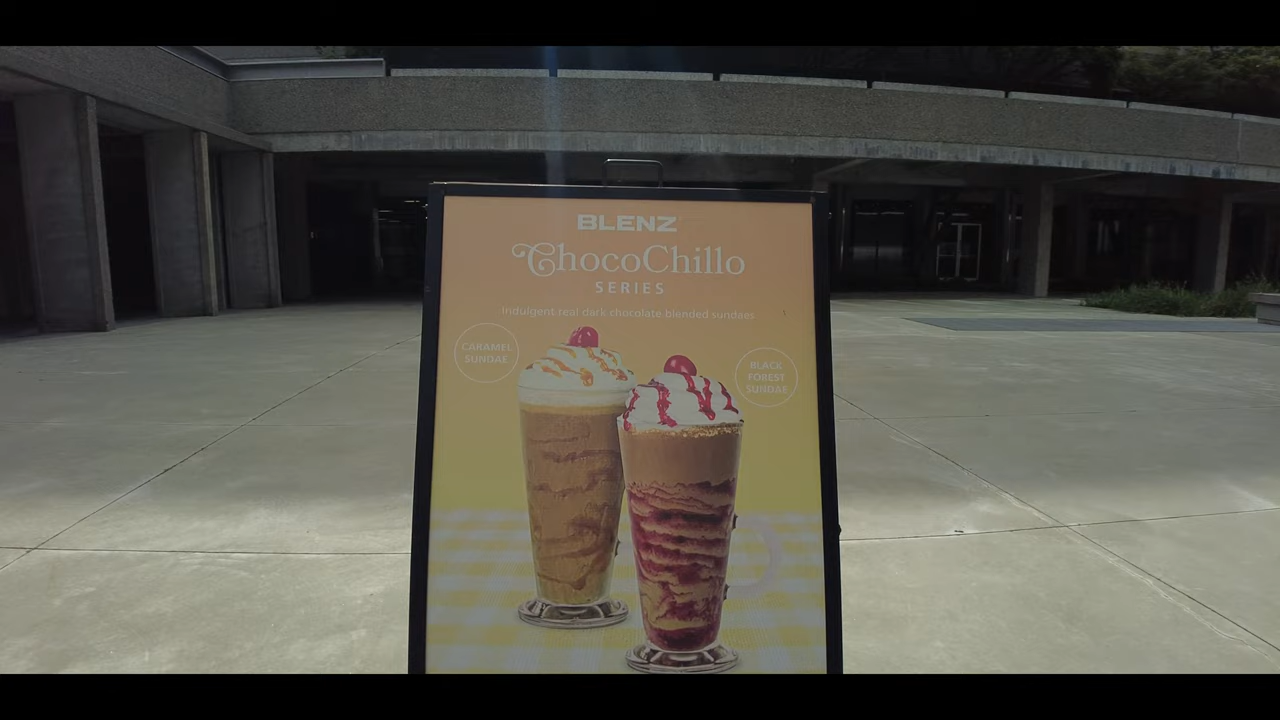 BLENZ
ChocoChillo
SERIES
Indulgent real dark chocolate blended sundaes
CARAMEL
SUNDAE
BLACK
FOREST
SUNDAE